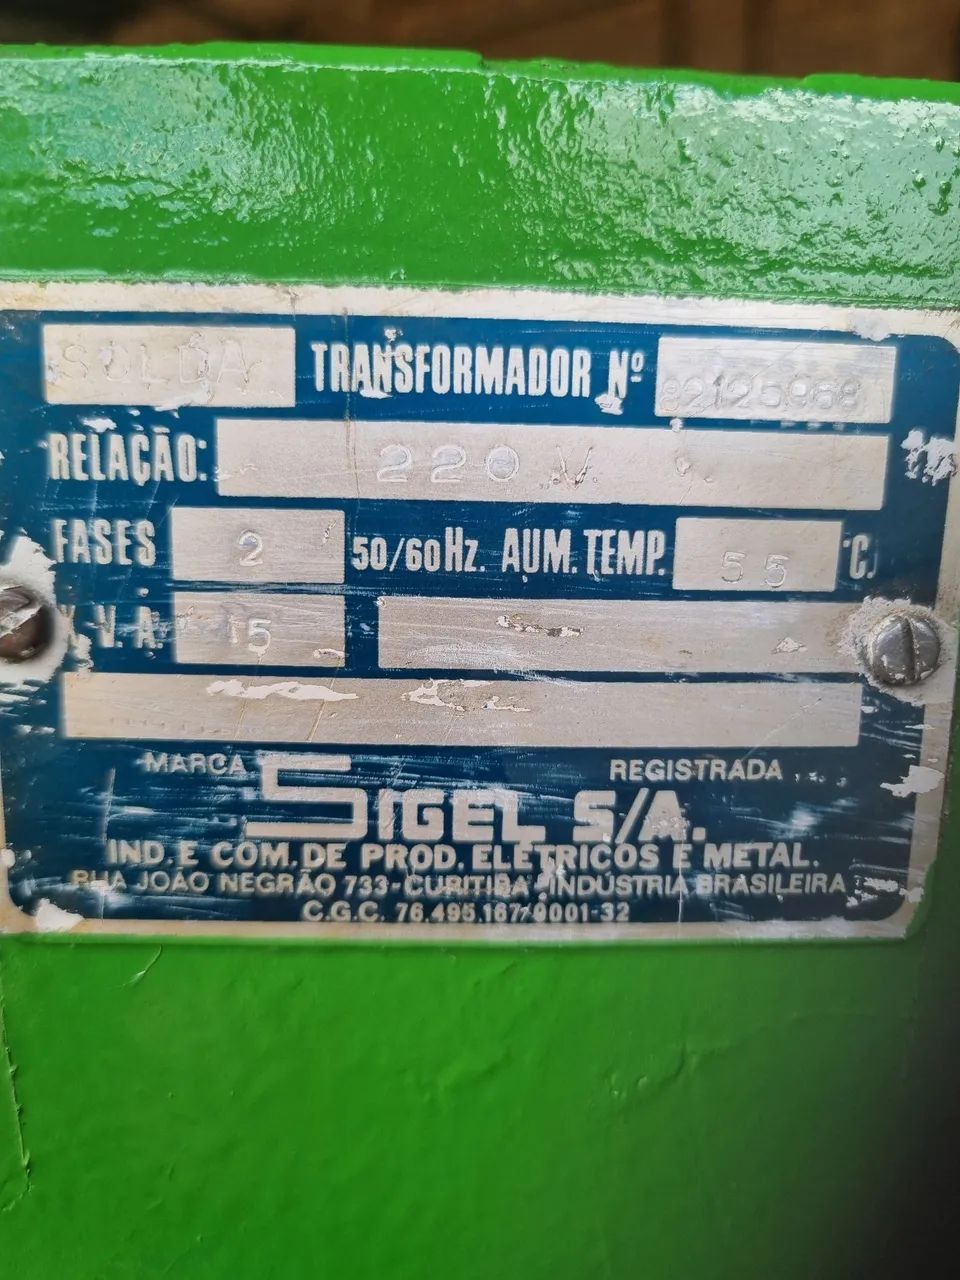 SOLDA TRANSFORMADOR Nº 82125968
RELAÇÃO: 220 V.
FASES 2 50/60Hz. AUM. TEMP. 55 °C.
K.V.A. 15
MARCA SIGEL S/A. REGISTRADA
IND. E COM. DE PROD. ELÉTRICOS E METAL.
RUA JOÃO NEGRÃO 733 - CURITIBA - INDÚSTRIA BRASILEIRA
C.G.C. 76.495.167/0001-32